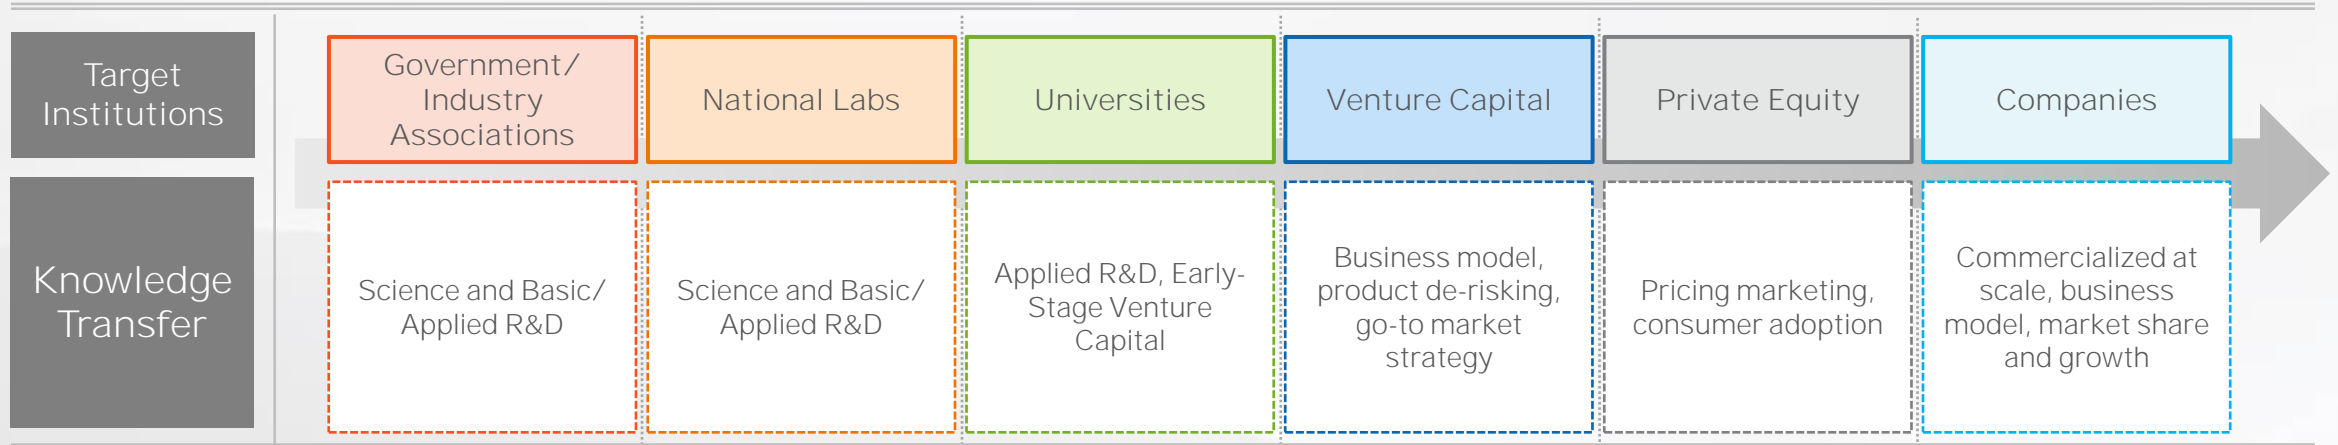 Target
Institutions
Government/
Industry
Associations
National Labs
Universities
Venture Capital
Private Equity
Companies
Knowledge
Transfer
Science and Basic/
Applied R&D
Science and Basic/
Applied R&D
Applied R&D, Early-
Stage Venture
Capital
Business model,
product de-risking,
go-to market
strategy
Pricing marketing,
consumer adoption
Commercialized at
scale, business
model, market share
and growth